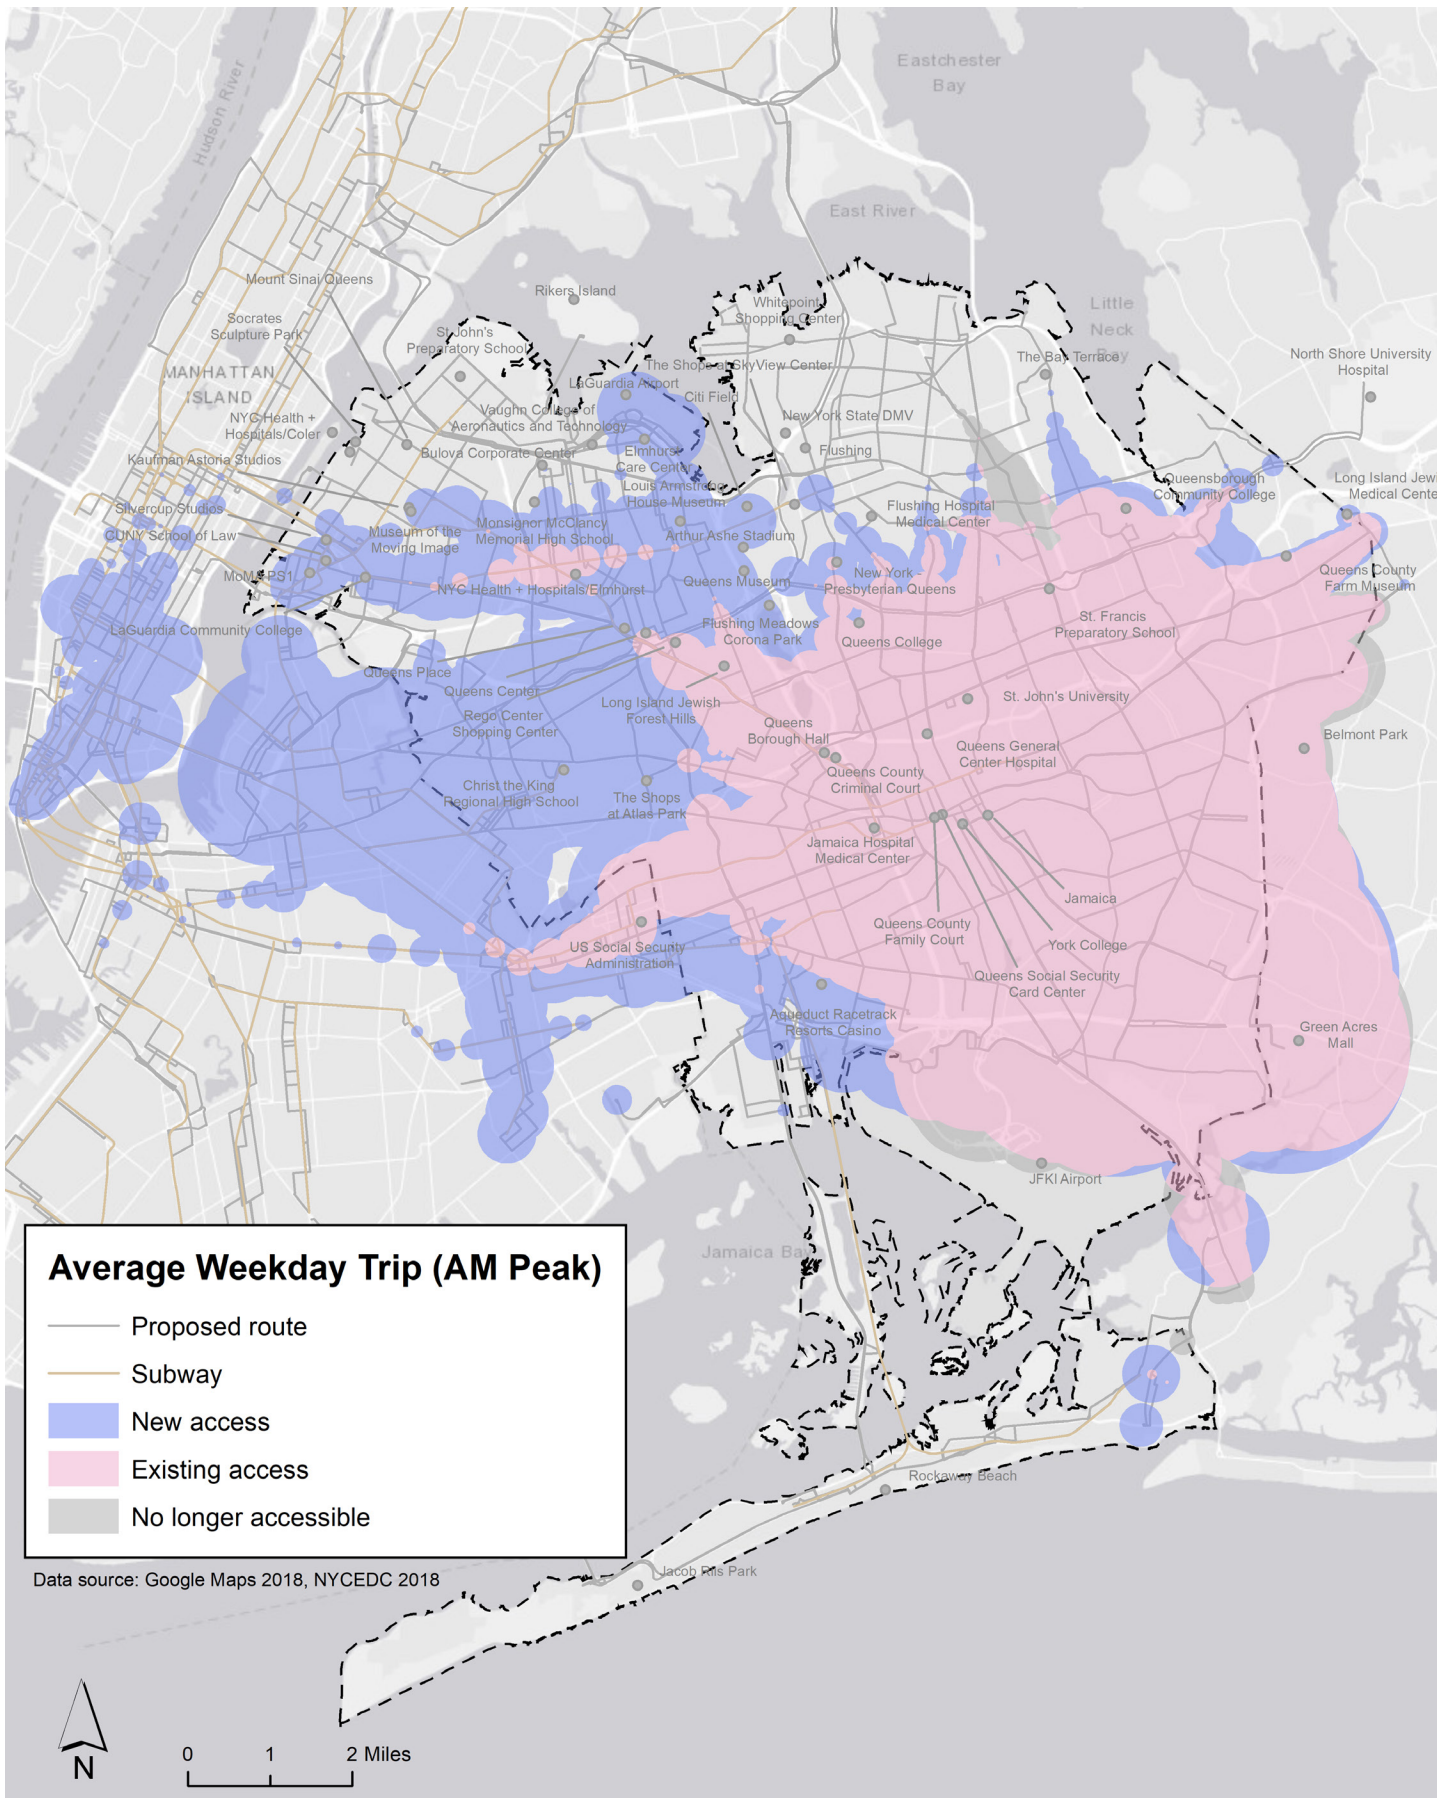 Eastchester
Bay
Hudson River
East River
Mount Sinai Queens
Rikers Island
Whitepoint
Shopping Center
Little
Neck
Bay
Socrates
Sculpture Park
St John's
Preparatory School
The Bay Terrace
North Shore University
Hospital
MANHATTAN
ISLAND
The Shops at SkyView Center
LaGuardia Airport
Citi Field
NYC Health +
Hospitals/Coler
Vaughn College of
Aeronautics and Technology
New York State DMV
Kaufman Astoria Studios
Bulova Corporate Center
Elmhurst
Care Center
Flushing
Silvercup Studios
Louis Armstrong
House Museum
Queensborough
Community College
Long Island Jewi
Medical Cente
CUNY School of Law
Museum of the
Moving Image
Monsignor McClancy
Memorial High School
Arthur Ashe Stadium
Flushing Hospital
Medical Center
MoMA PS1
NYC Health + Hospitals/Elmhurst
Queens Museum
New York -
Presbyterian Queens
Queens County
Farm Museum
LaGuardia Community College
Flushing Meadows
Corona Park
Queens College
St. Francis
Preparatory School
Queens Place
Queens Center
Rego Center
Shopping Center
Long Island Jewish
Forest Hills
St. John's University
Queens
Borough Hall
Belmont Park
Queens General
Center Hospital
Queens County
Criminal Court
Christ the King
Regional High School
The Shops
at Atlas Park
Jamaica Hospital
Medical Center
Jamaica
Queens County
Family Court
York College
US Social Security
Administration
Queens Social Security
Card Center
Aqueduct Racetrack
Resorts Casino
Green Acres
Mall
JFKI Airport
Jamaica Bay
Average Weekday Trip (AM Peak)
Proposed route
Subway
New access
Existing access
No longer accessible
Rockaway Beach
Jacob Riis Park
Data source: Google Maps 2018, NYCEDC 2018
N
0 1 2 Miles